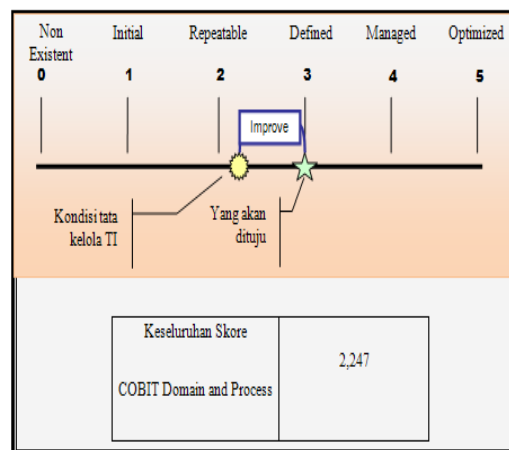 Non Existent
Initial
Repeatable
Defined
Managed
Optimized
0
1
2
3
4
5
Improve
Kondisi tata
kelola TI
Yang akan
dituju
Keseluruhan Skore
2,247
COBIT Domain and Process